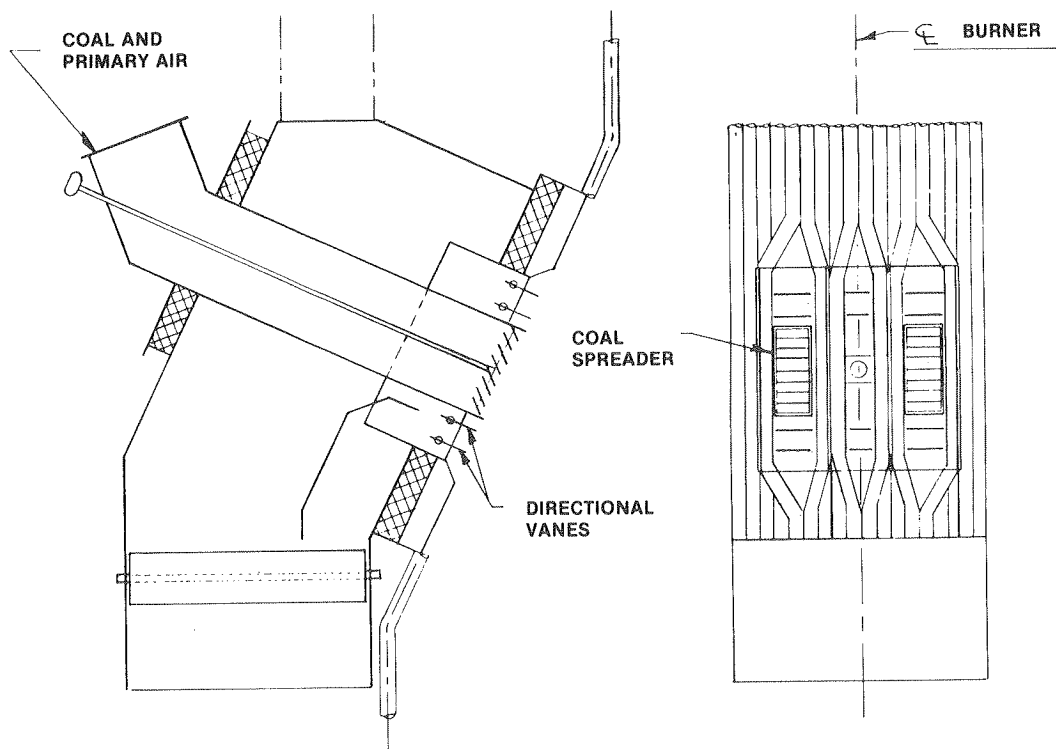 COAL AND
PRIMARY AIR
℄ BURNER
COAL
SPREADER
DIRECTIONAL
VANES